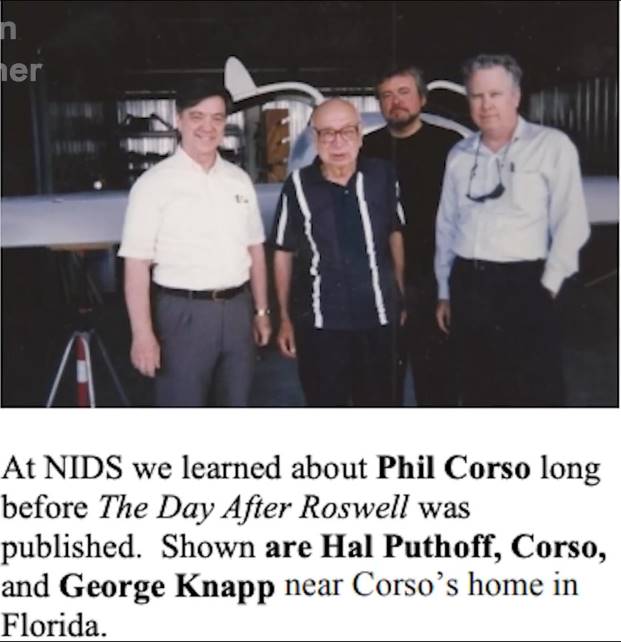 n
ner
At NIDS we learned about Phil Corso long
before The Day After Roswell was
published.  Shown are Hal Puthoff, Corso,
and George Knapp near Corso’s home in
Florida.